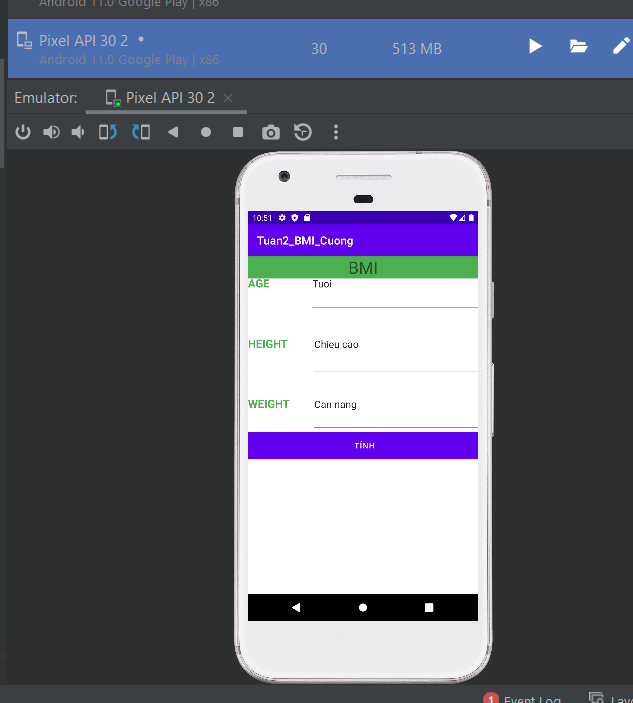 Android 11.0 Google Play | x86
Pixel API 30 2
30
513 MB
Android 11.0 Google Play | x86
Emulator:
Pixel API 30 2
10:51
Tuan2_BMI_Cuong
BMI
AGE
Tuoi
HEIGHT
Chieu cao
WEIGHT
Can nang
TÍNH
1
Event Log